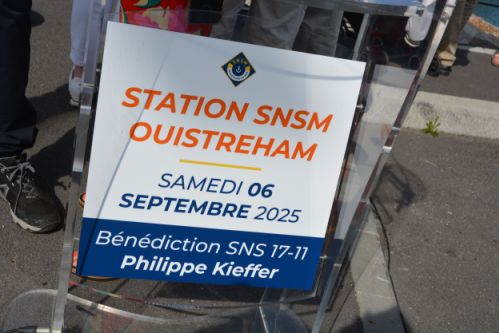 STATION SNSM
OUISTREHAM
SAMEDI 06
SEPTEMBRE 2025
Bénédiction SNS 17-11
Philippe Kieffer